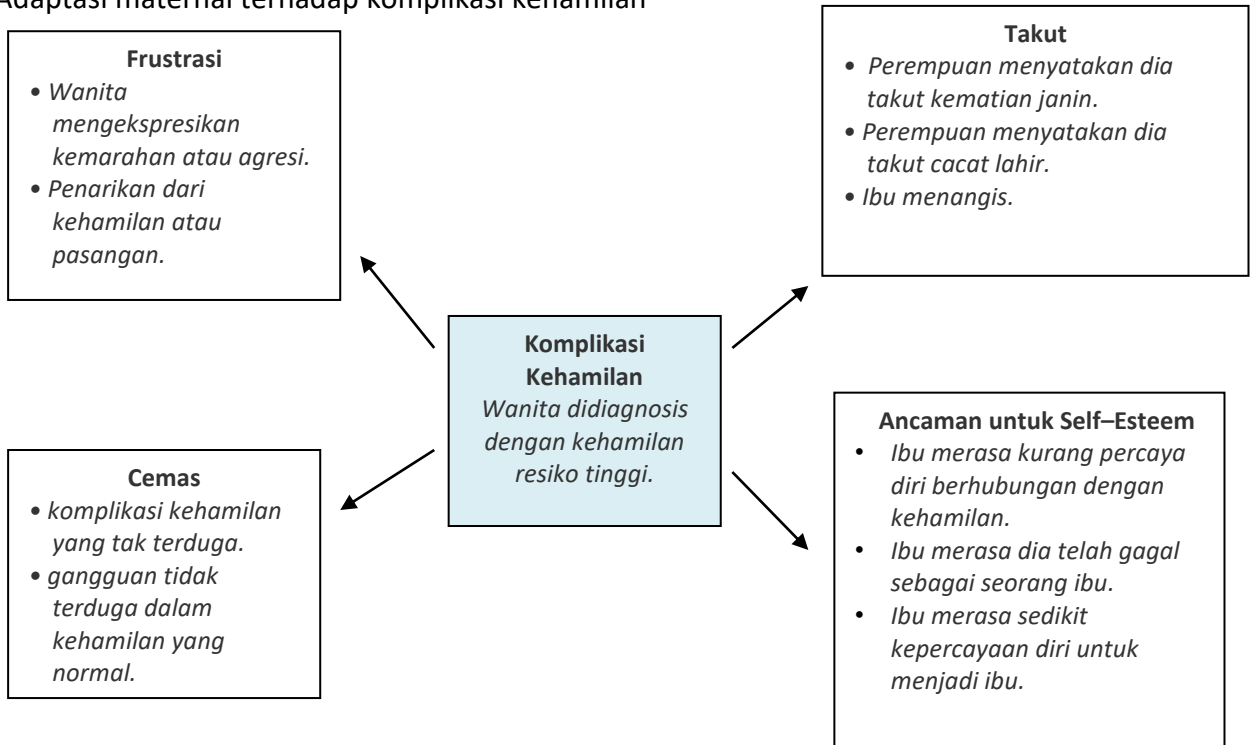 Adaptasi maternal terhadap komplikasi kehamilan
Frustrasi
• Wanita
mengekspresikan
kemarahan atau agresi.
• Penarikan dari
kehamilan atau
pasangan.
Takut
• Perempuan menyatakan dia
takut kematian janin.
• Perempuan menyatakan dia
takut cacat lahir.
• Ibu menangis.
Komplikasi
Kehamilan
Wanita didiagnosis
dengan kehamilan
resiko tinggi.
Cemas
• komplikasi kehamilan
yang tak terduga.
• gangguan tidak
terduga dalam
kehamilan yang
normal.
Ancaman untuk Self–Esteem
• Ibu merasa kurang percaya
diri berhubungan dengan
kehamilan.
• Ibu merasa dia telah gagal
sebagai seorang ibu.
• Ibu merasa sedikit
kepercayaan diri untuk
menjadi ibu.